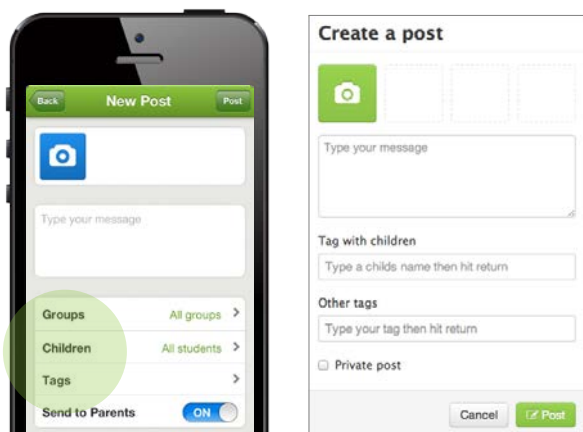 Back New Post Post
Type your message
Groups All groups
Children All students
Tags
Send to Parents ON
Create a post
Type your message
Tag with children
Type a childs name then hit return
Other tags
Type your tag then hit return
Private post
Cancel Post